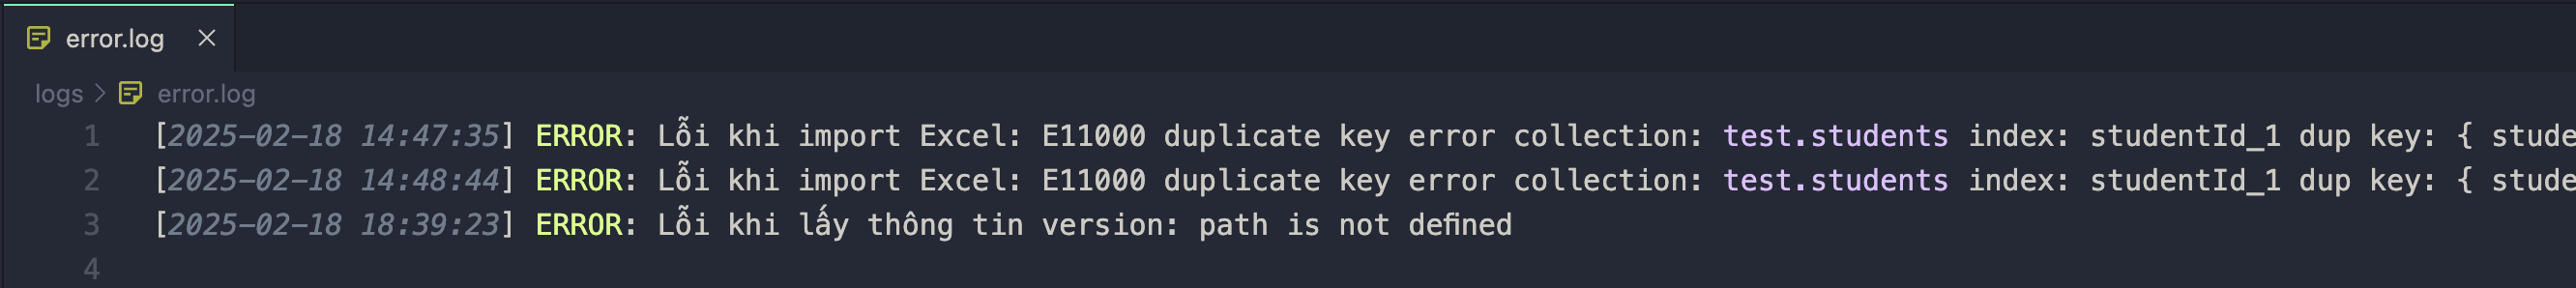 error.log
logs > error.log
1 [2025-02-18 14:47:35] ERROR: Lỗi khi import Excel: E11000 duplicate key error collection: test.students index: studentId_1 dup key: { stude
2 [2025-02-18 14:48:44] ERROR: Lỗi khi import Excel: E11000 duplicate key error collection: test.students index: studentId_1 dup key: { stude
3 [2025-02-18 18:39:23] ERROR: Lỗi khi lấy thông tin version: path is not defined
4